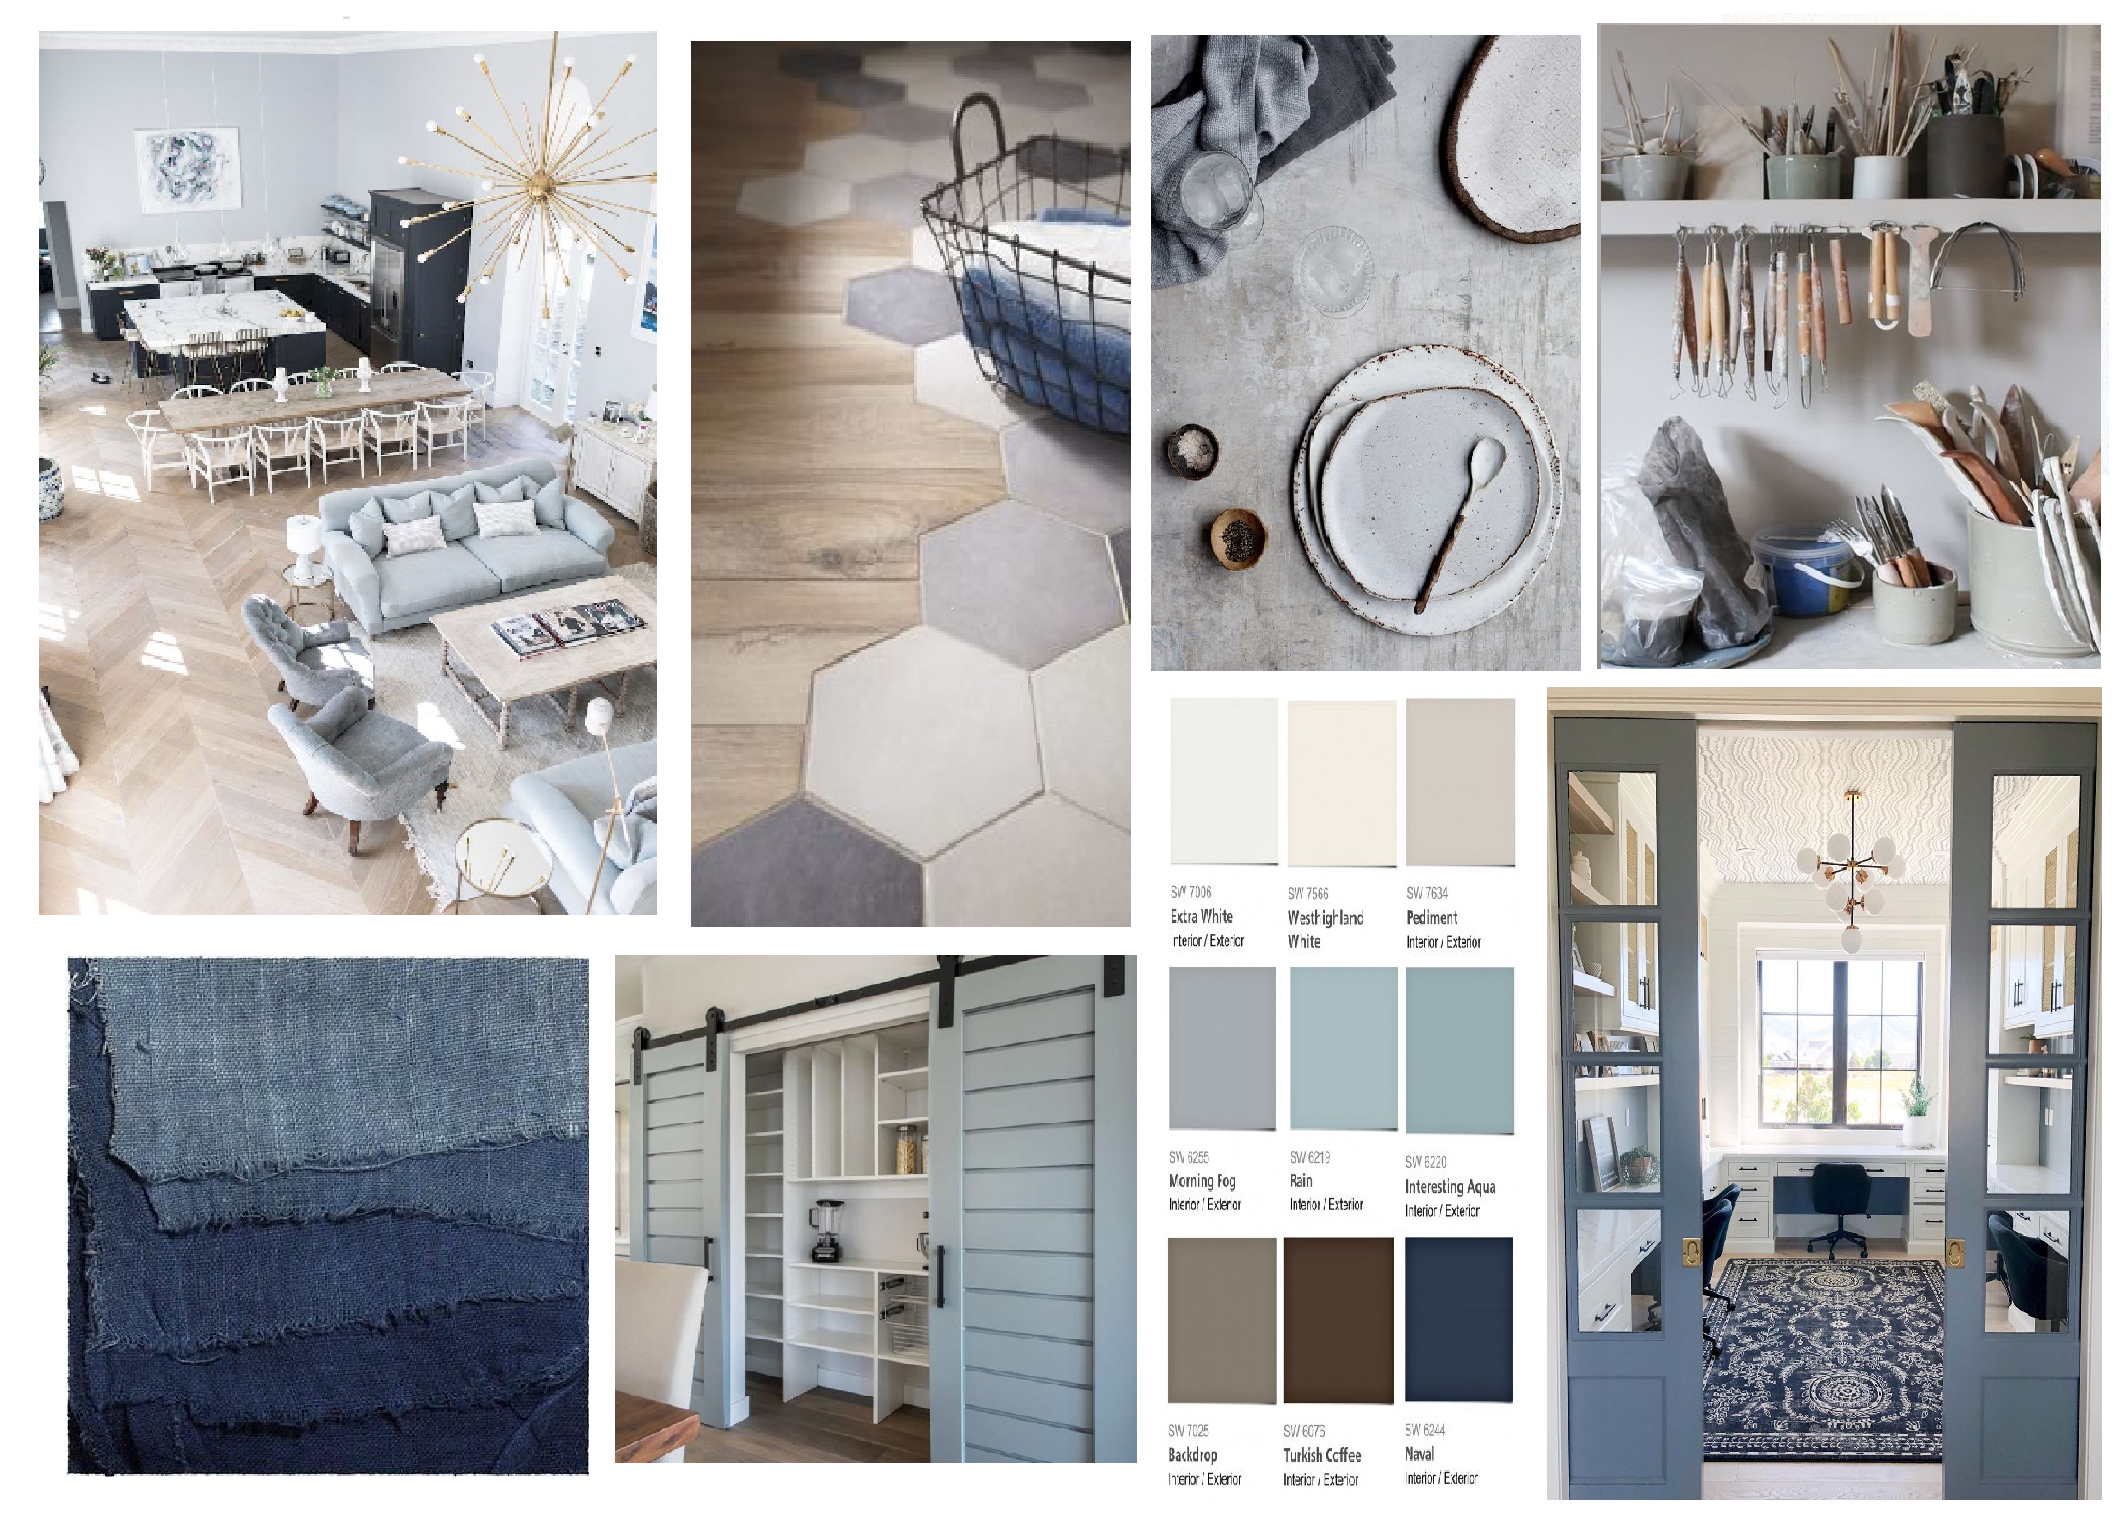 SW 7006
Extra White
Interior / Exterior
SW 7566
Westhighland
White
SW 7634
Pediment
Interior / Exterior
SW 6255
Morning Fog
Interior / Exterior
SW 6219
Rain
Interior / Exterior
SW 6220
Interesting Aqua
Interior / Exterior
SW 7025
Backdrop
Interior / Exterior
SW 6076
Turkish Coffee
Interior / Exterior
SW 6244
Naval
Interior / Exterior